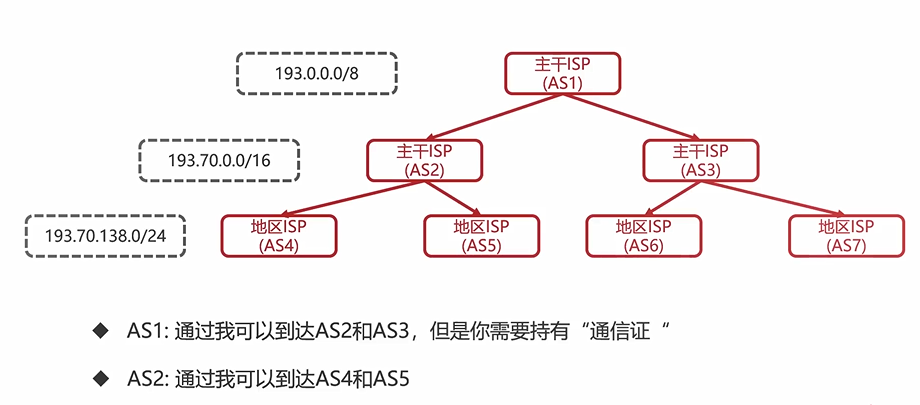 193.0.0.0/8
主干ISP
(AS1)
193.70.0.0/16
主干ISP
(AS2)
主干ISP
(AS3)
193.70.138.0/24
地区ISP
(AS4)
地区ISP
(AS5)
地区ISP
(AS6)
地区ISP
(AS7)
◆ AS1: 通过我可以到达AS2和AS3，但是你需要持有“通信证“
◆ AS2: 通过我可以到达AS4和AS5